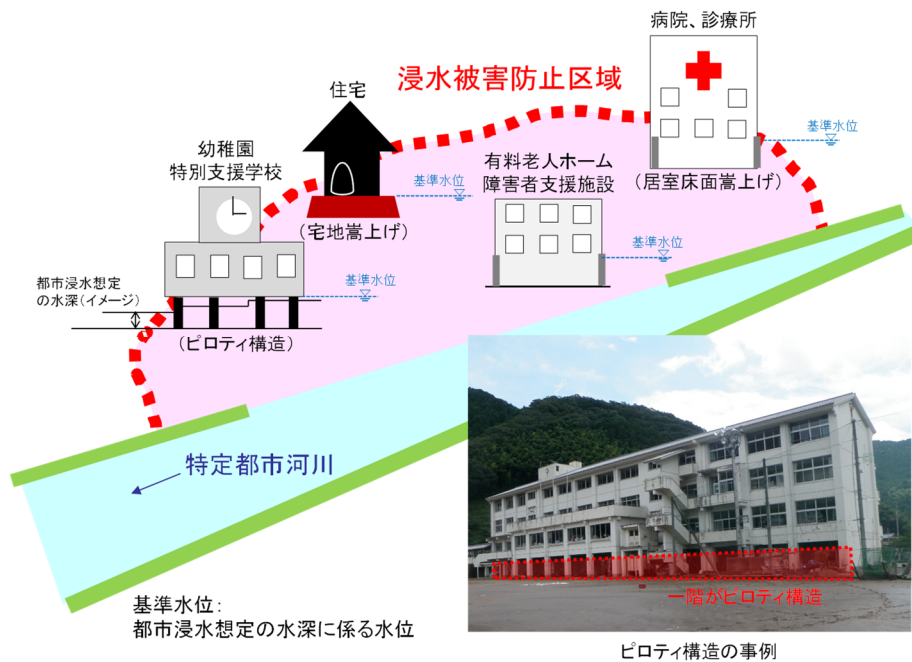 病院、診療所
浸水被害防止区域
住宅
基準水位
幼稚園
特別支援学校
有料老人ホーム
障害者支援施設
(居室床面嵩上げ)
基準水位
(宅地嵩上げ)
基準水位
都市浸水想定
の水深(イメージ)
基準水位
(ピロティ構造)
特定都市河川
一階がピロティ構造
基準水位:
都市浸水想定の水深に係る水位
ピロティ構造の事例